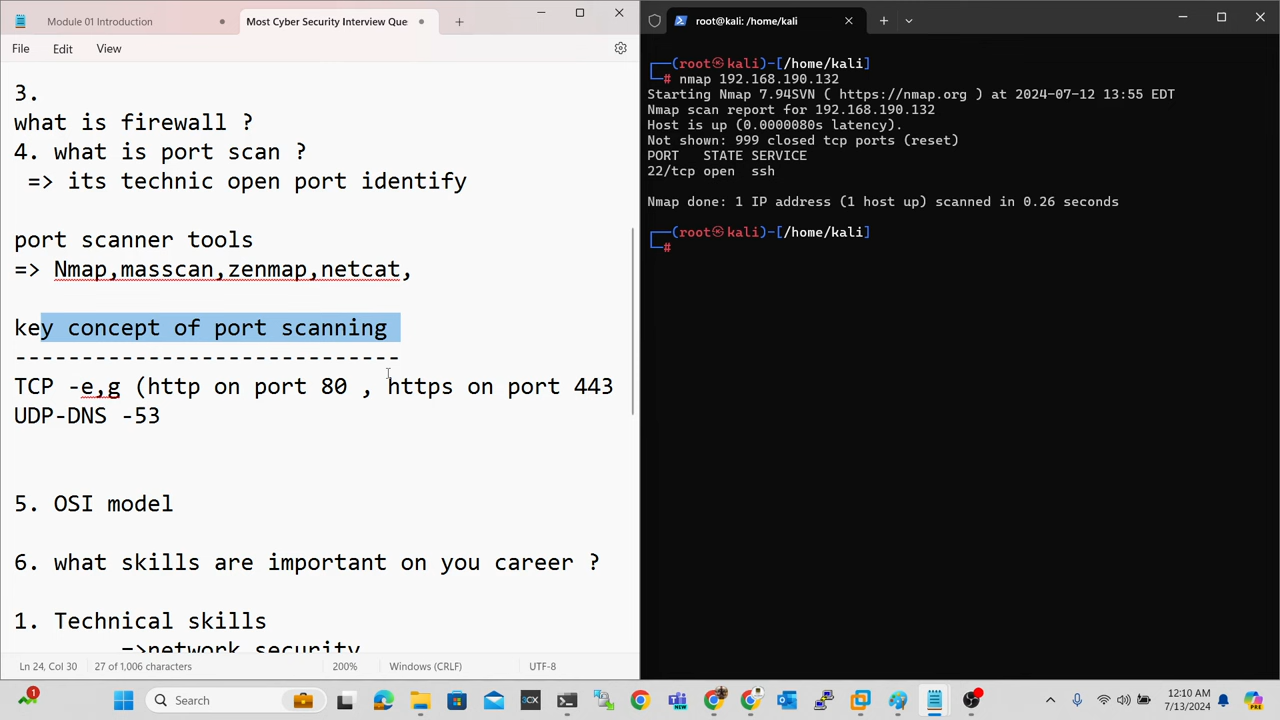 Module 01 Introduction
Most Cyber Security Interview Que
File Edit View
3.
what is firewall ?
4. what is port scan ?
=> its technic open port identify
port scanner tools
=> Nmap,masscan,zenmap,netcat,
key concept of port scanning
-----------------------------
TCP -e,g (http on port 80 , https on port 443
UDP-DNS -53
5. OSI model
6. what skills are important on you career ?
1. Technical skills
=>network security
Ln 24, Col 30 27 of 1,006 characters 200% Windows (CRLF) UTF-8
root@kali: /home/kali
┌──(root㉿kali)-[/home/kali]
└─# nmap 192.168.190.132
Starting Nmap 7.94SVN ( https://nmap.org ) at 2024-07-12 13:55 EDT
Nmap scan report for 192.168.190.132
Host is up (0.0000080s latency).
Not shown: 999 closed tcp ports (reset)
PORT STATE SERVICE
22/tcp open ssh
Nmap done: 1 IP address (1 host up) scanned in 0.26 seconds
┌──(root㉿kali)-[/home/kali]
└─#
1
Search
CX
NEW
12:10 AM
7/13/2024
PRE